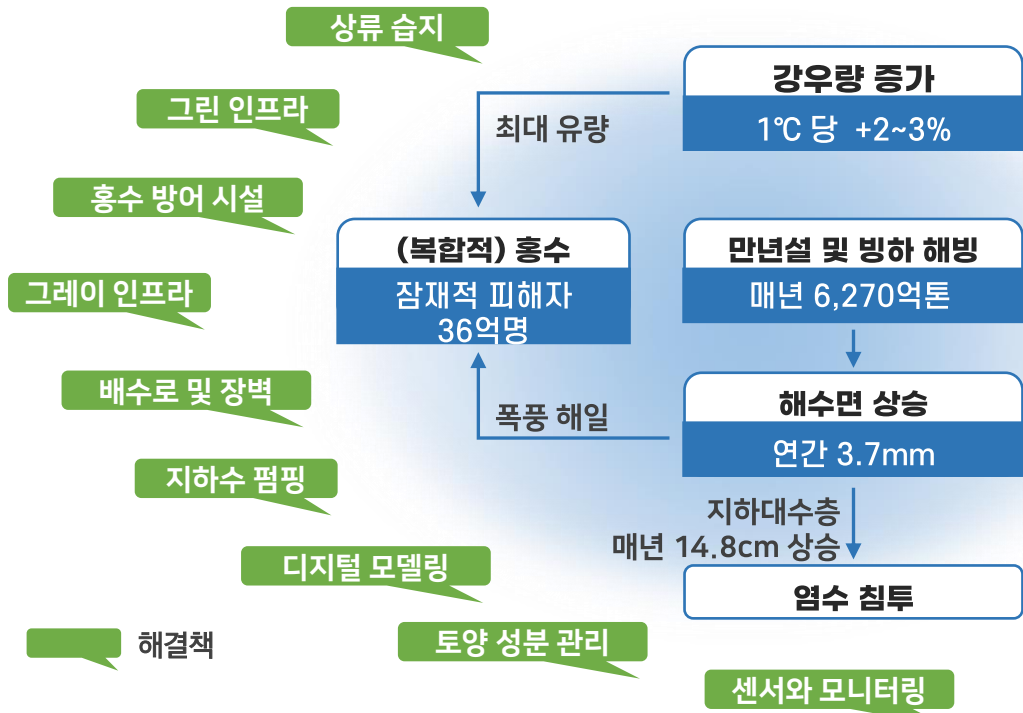 상류 습지
강우량 증가
1℃ 당 +2~3%
그린 인프라
최대 유량
홍수 방어 시설
(복합적) 홍수
잠재적 피해자
36억명
만년설 및 빙하 해빙
매년 6,270억톤
그레이 인프라
배수로 및 장벽
폭풍 해일
해수면 상승
연간 3.7mm
지하수 펌핑
지하대수층
매년 14.8cm 상승
디지털 모델링
염수 침투
해결책
토양 성분 관리
센서와 모니터링